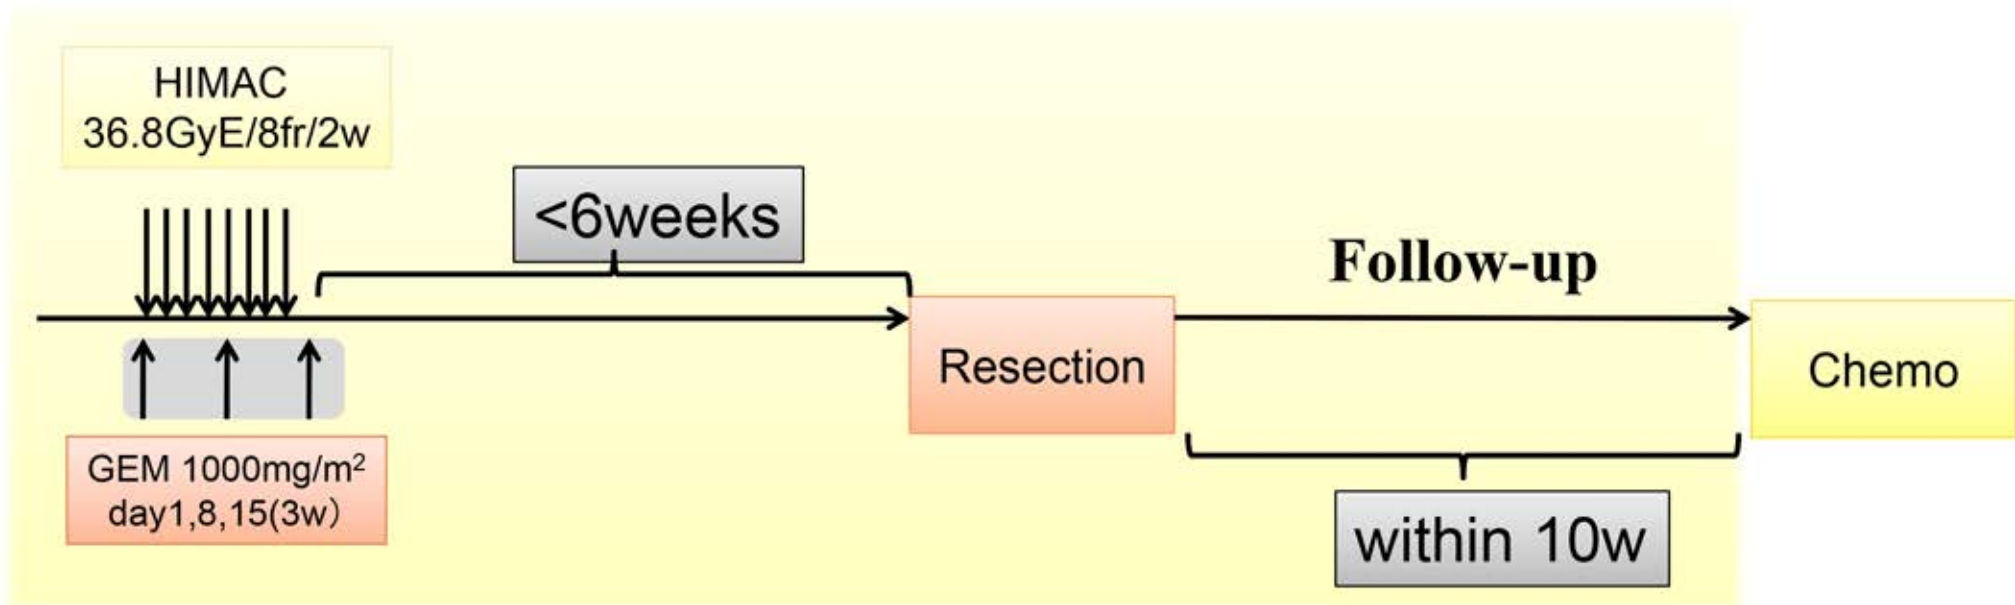 HIMAC
36.8GyE/8fr/2w
<6weeks
Follow-up
Resection
Chemo
GEM 1000mg/m²
day1,8,15(3w）
within 10w